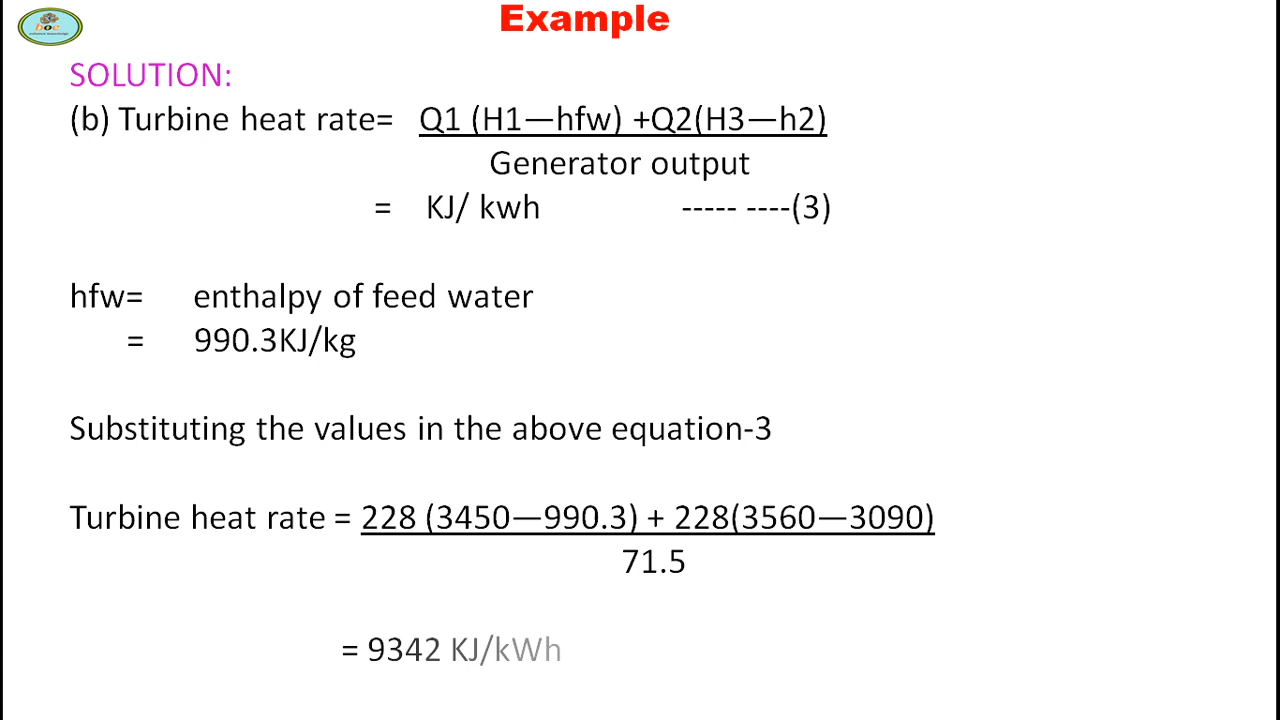 Example
SOLUTION:
(b) Turbine heat rate= Q1 (H1—hfw) +Q2(H3—h2)
Generator output
= KJ/ kwh ----- ----(3)
hfw= enthalpy of feed water
= 990.3KJ/kg
Substituting the values in the above equation-3
Turbine heat rate = 228 (3450—990.3) + 228(3560—3090)
71.5
= 9342 KJ/kWh